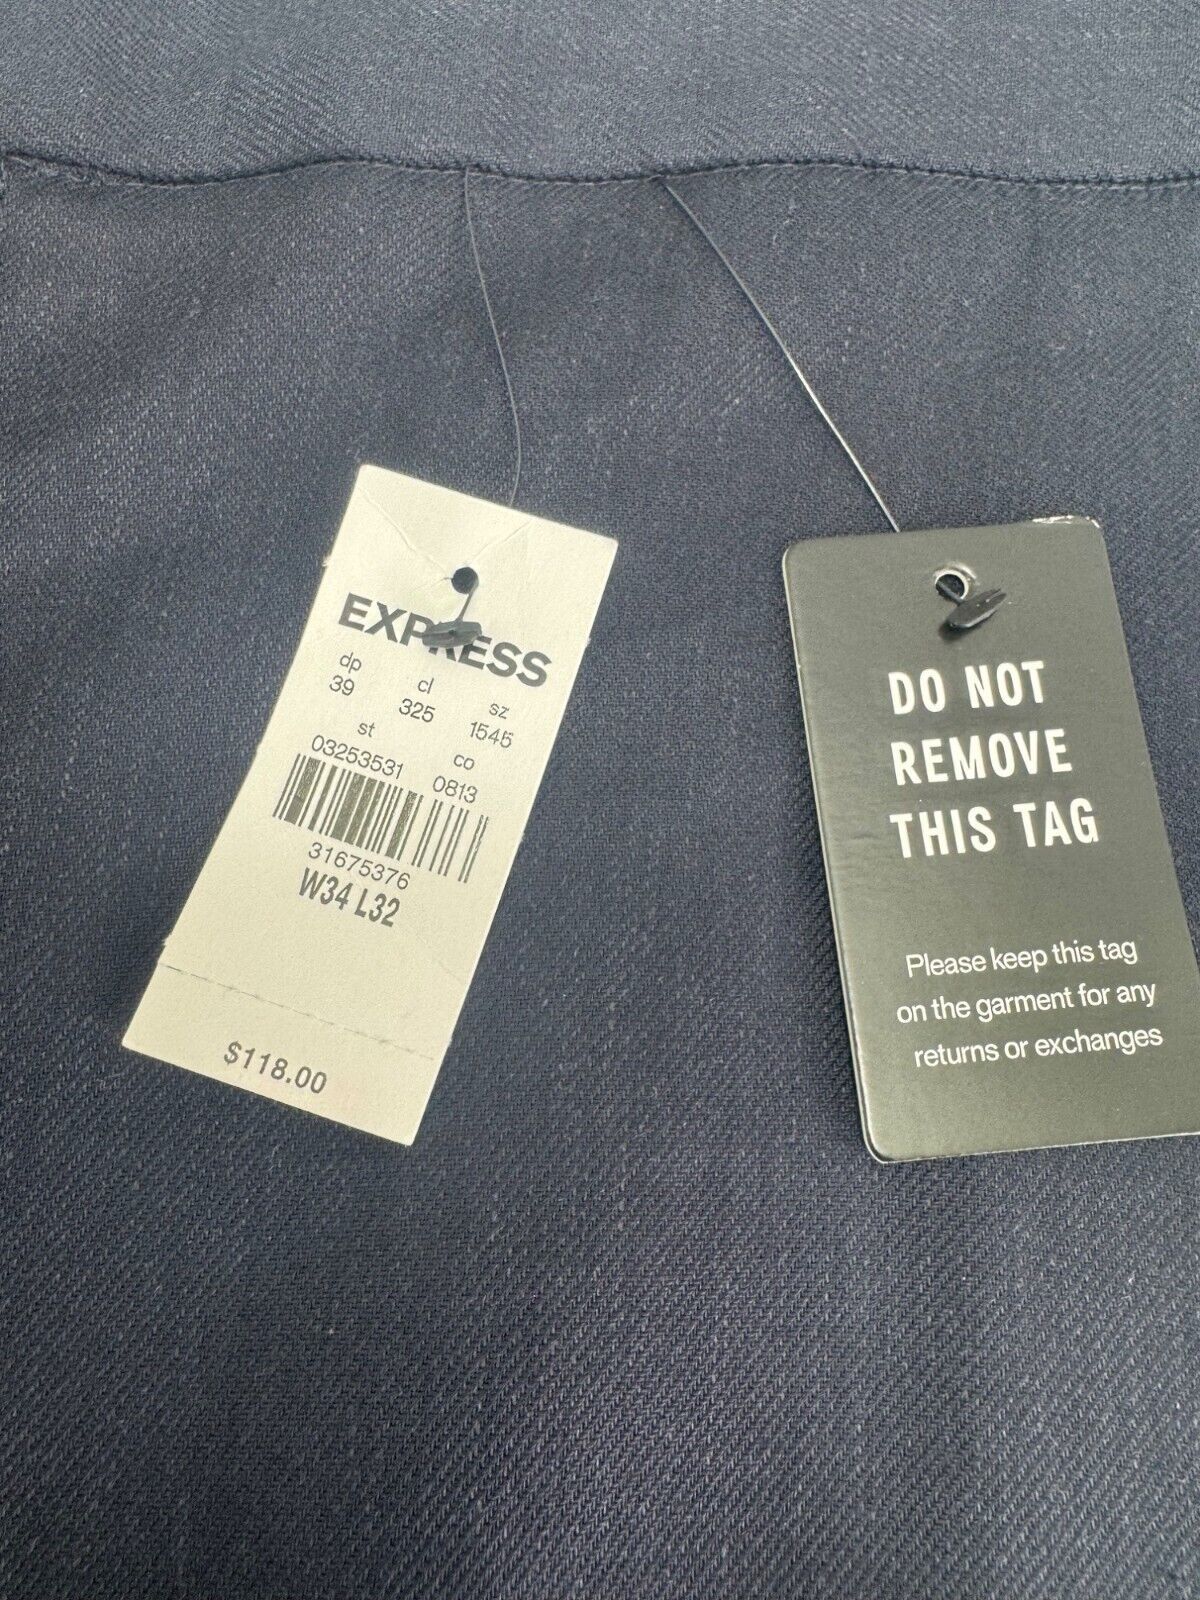 EXPRESS
dp cl sz
39 325 1545
st co
03253531 0813
31675376
W34 L32
$118.00
DO NOT
REMOVE
THIS TAG
Please keep this tag
on the garment for any
returns or exchanges